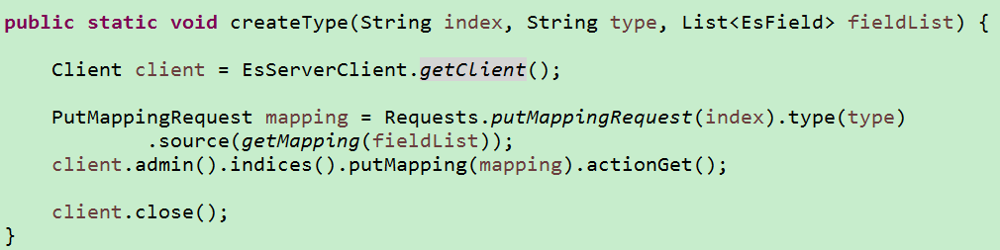 public static void createType(String index, String type, List<EsField> fieldList) {
Client client = EsServerClient.getClient();
PutMappingRequest mapping = Requests.putMappingRequest(index).type(type)
.source(getMapping(fieldList));
client.admin().indices().putMapping(mapping).actionGet();
client.close();
}